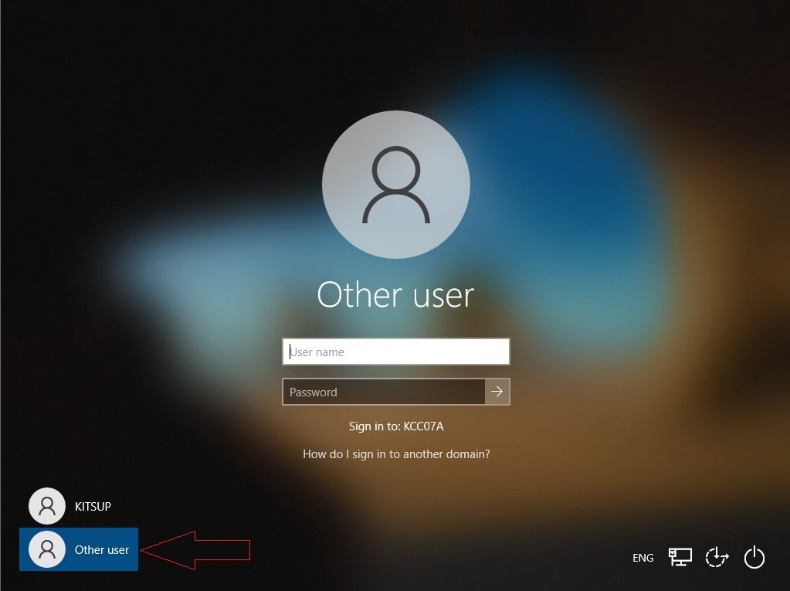 Other user
User name
Password
Sign in to: KCC07A
How do I sign in to another domain?
KITSUP
Other user
ENG